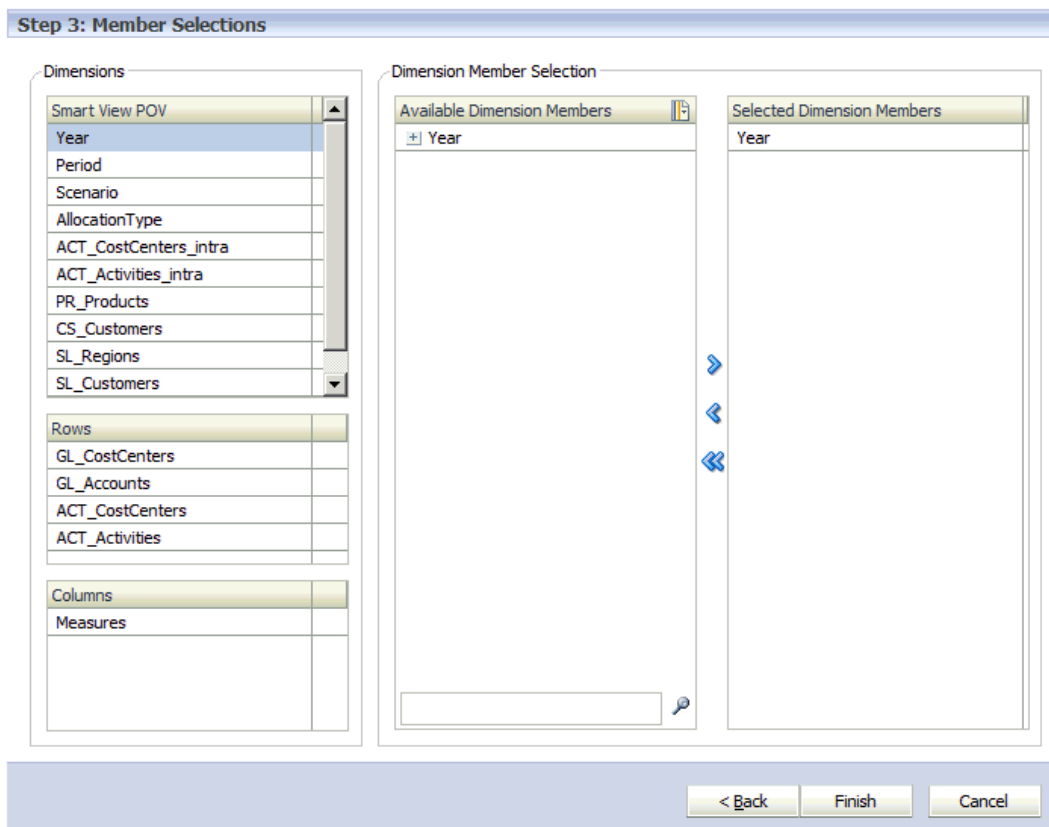 Step 3: Member Selections
Dimensions
Smart View POV
Year
Period
Scenario
AllocationType
ACT_CostCenters_intra
ACT_Activities_intra
PR_Products
CS_Customers
SL_Regions
SL_Customers
Rows
GL_CostCenters
GL_Accounts
ACT_CostCenters
ACT_Activities
Columns
Measures
Dimension Member Selection
Available Dimension Members
Year
Selected Dimension Members
Year
< Back
Finish
Cancel